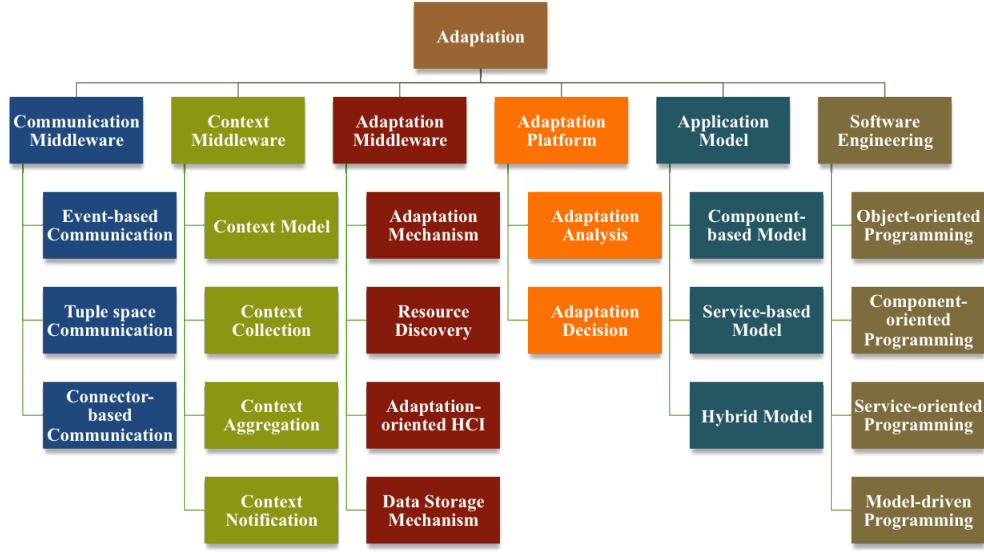 Adaptation
Communication
Middleware
Context
Middleware
Adaptation
Middleware
Adaptation
Platform
Application
Model
Software
Engineering
Event-based
Communication
Tuple space
Communication
Connector-
based
Communication
Context Model
Context
Collection
Context
Aggregation
Context
Notification
Adaptation
Mechanism
Resource
Discovery
Adaptation-
oriented HCI
Data Storage
Mechanism
Adaptation
Analysis
Adaptation
Decision
Component-
based Model
Service-based
Model
Hybrid Model
Object-oriented
Programming
Component-
oriented
Programming
Service-oriented
Programming
Model-driven
Programming